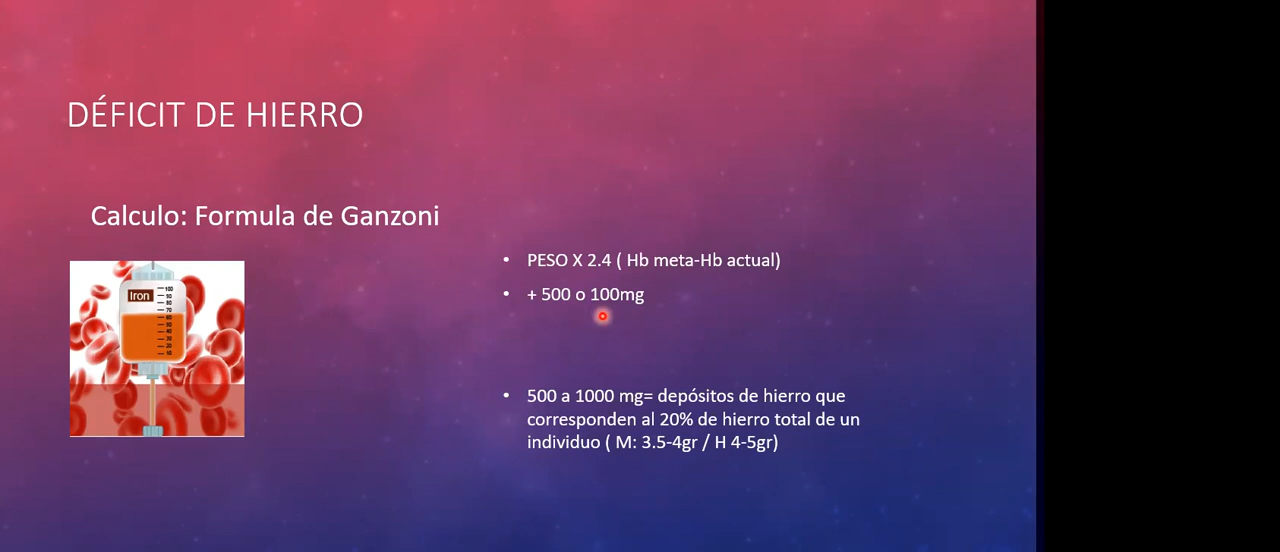 DÉFICIT DE HIERRO
Calculo: Formula de Ganzoni
Iron
• PESO X 2.4 ( Hb meta-Hb actual)
• + 500 o 100mg
• 500 a 1000 mg= depósitos de hierro que
corresponden al 20% de hierro total de un
individuo ( M: 3.5-4gr / H 4-5gr)